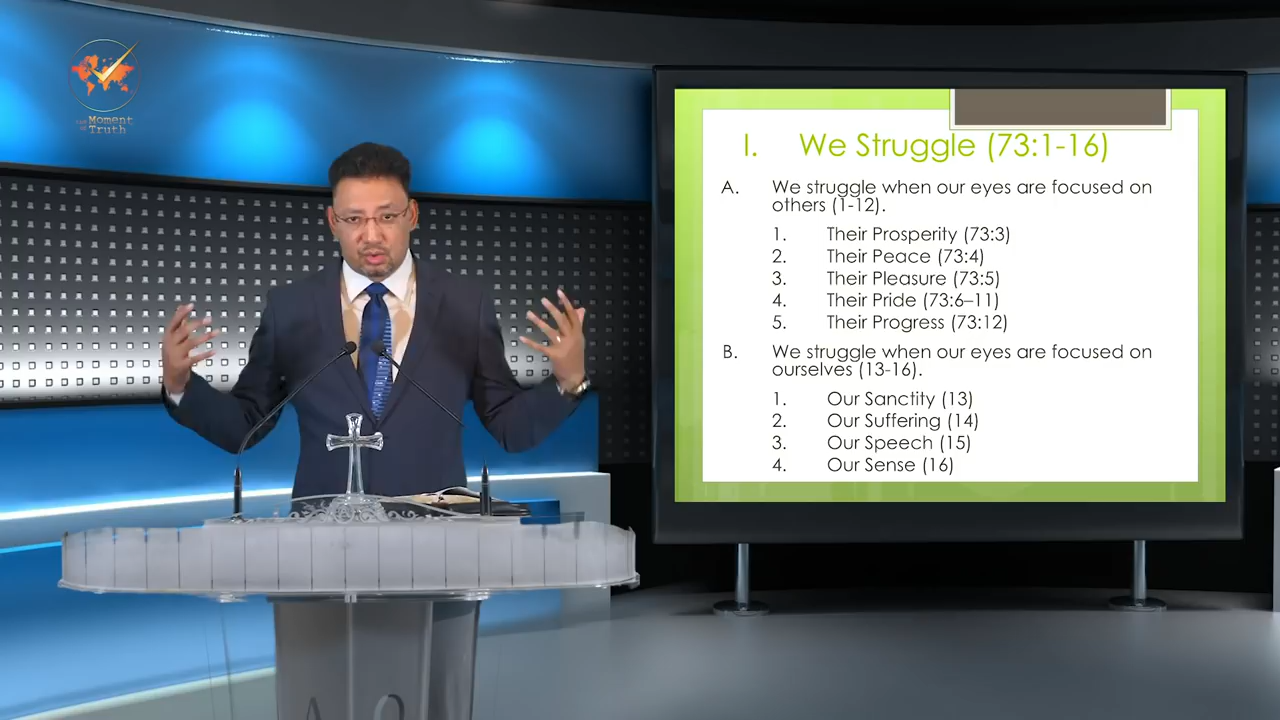 the Moment
of Truth
I. We Struggle (73:1-16)
A. We struggle when our eyes are focused on
others (1-12).
1. Their Prosperity (73:3)
2. Their Peace (73:4)
3. Their Pleasure (73:5)
4. Their Pride (73:6–11)
5. Their Progress (73:12)
B. We struggle when our eyes are focused on
ourselves (13-16).
1. Our Sanctity (13)
2. Our Suffering (14)
3. Our Speech (15)
4. Our Sense (16)
Α Ω